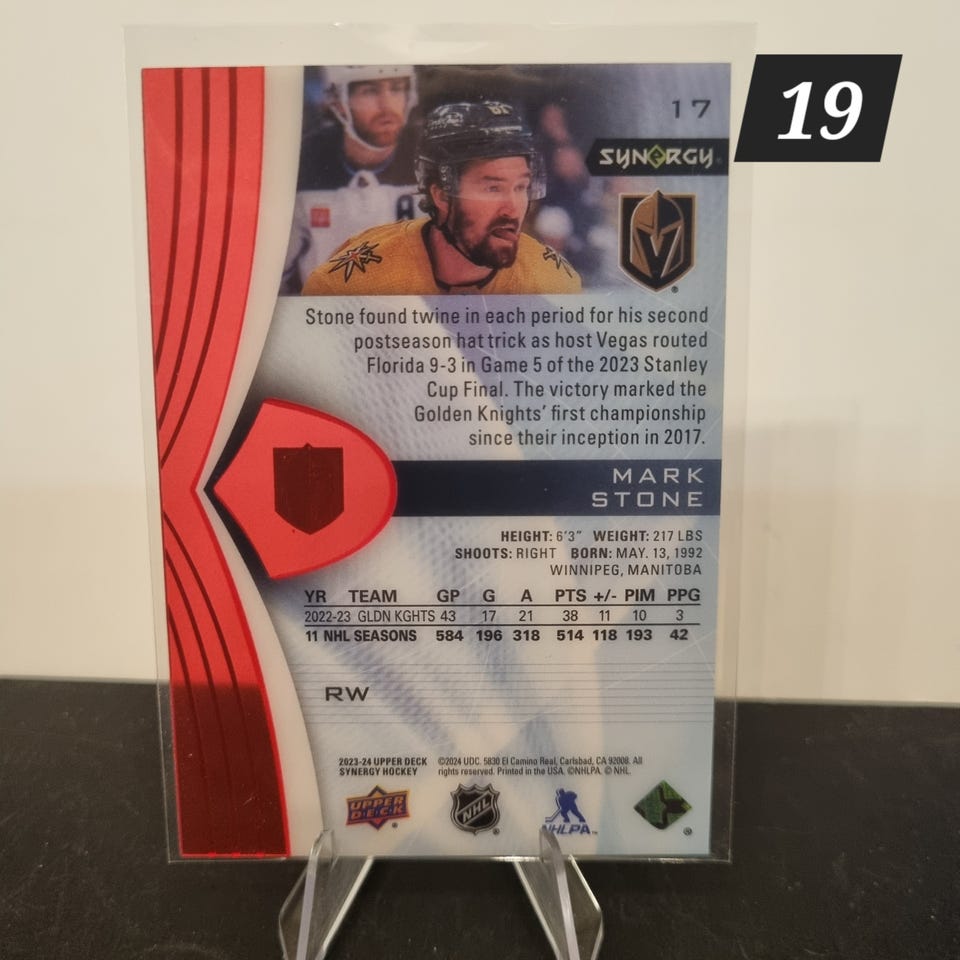 19
17
SYNERGY
61
A
Stone found twine in each period for his second
postseason hat trick as host Vegas routed
Florida 9-3 in Game 5 of the 2023 Stanley
Cup Final. The victory marked the
Golden Knights' first championship
since their inception in 2017.
MARK
STONE
HEIGHT: 6'3" WEIGHT: 217 LBS
SHOOTS: RIGHT BORN: MAY. 13, 1992
WINNIPEG, MANITOBA
YR TEAM GP G A PTS +/- PIM PPG
2022-23 GLDN KGHTS 43 17 21 38 11 10 3
11 NHL SEASONS 584 196 318 514 118 193 42
RW
2023-24 UPPER DECK
SYNERGY HOCKEY
©2024 UDC. 5830 El Camino Real, Carlsbad, CA 92008. All
rights reserved. Printed in the USA. ©NHLPA. © NHL.
UPPER
DECK
NHL
NHLPA